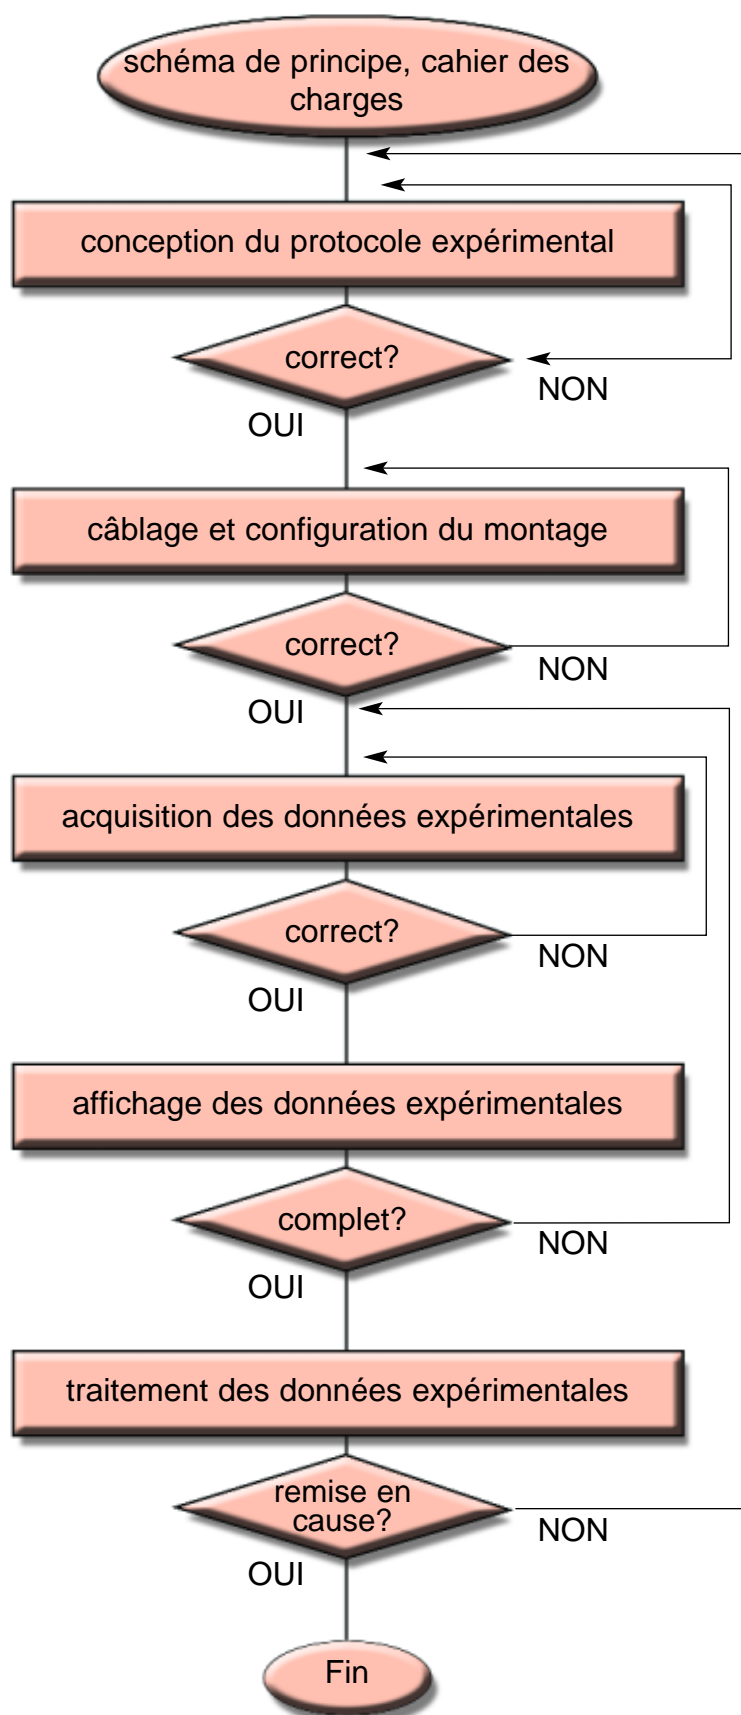 schéma de principe, cahier des
charges
conception du protocole expérimental
correct?
NON
OUI
câblage et configuration du montage
correct?
NON
OUI
acquisition des données expérimentales
correct?
NON
OUI
affichage des données expérimentales
complet?
NON
OUI
traitement des données expérimentales
remise en
cause?
NON
OUI
Fin